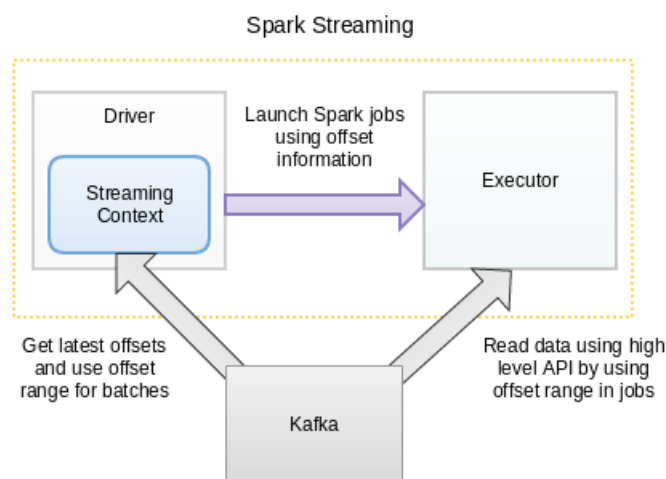 Spark Streaming
Driver
Streaming
Context
Launch Spark jobs
using offset
information
Executor
Get latest offsets
and use offset
range for batches
Read data using high
level API by using
offset range in jobs
Kafka